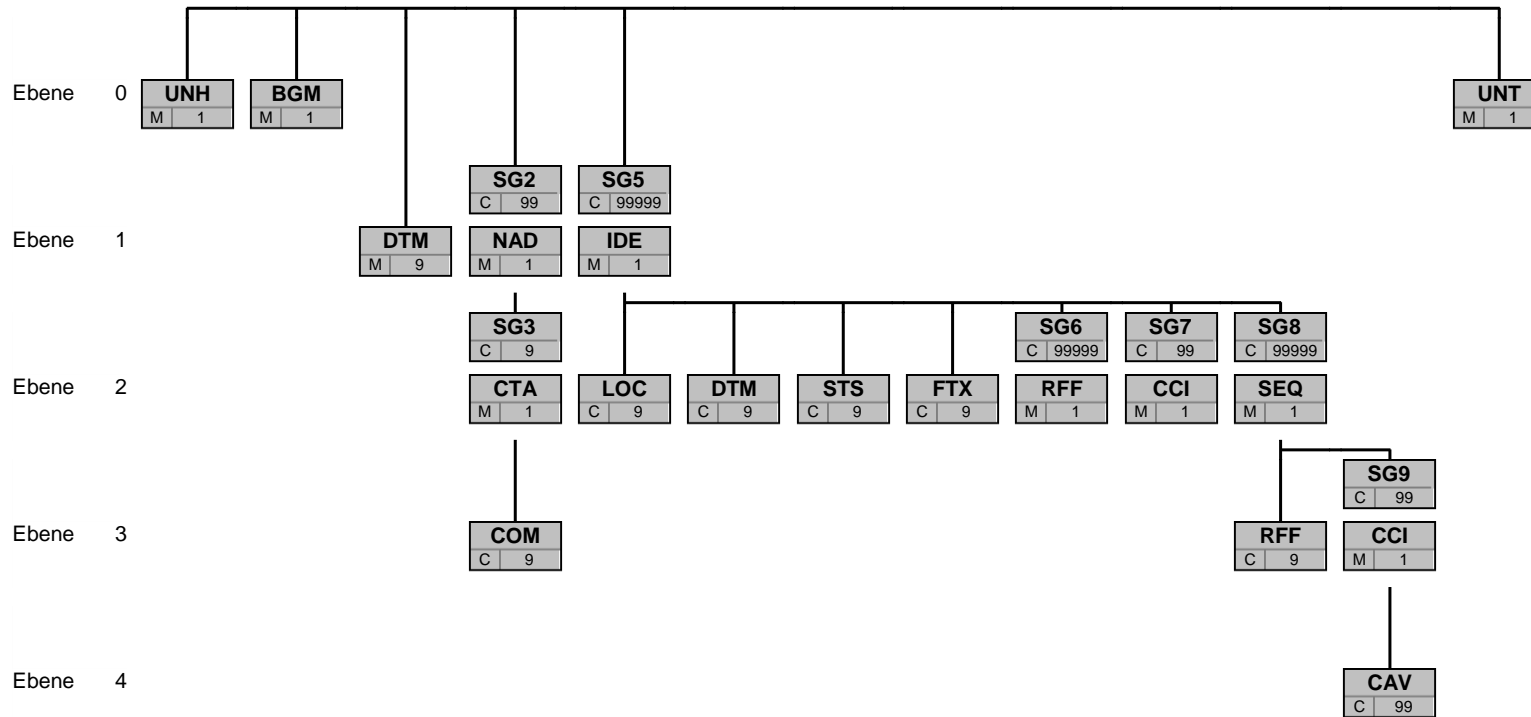 Ebene 0 UNH BGM UNT
M 1 M 1 M 1
SG2 SG5
C 99 C 99999
Ebene 1 DTM NAD IDE
M 9 M 1 M 1
SG3 SG6 SG7 SG8
C 9 C 99999 C 99 C 99999
Ebene 2 CTA LOC DTM STS FTX RFF CCI SEQ
M 1 C 9 C 9 C 9 C 9 M 1 M 1 M 1
SG9
C 99
Ebene 3 COM RFF CCI
C 9 C 9 M 1
Ebene 4 CAV
C 99